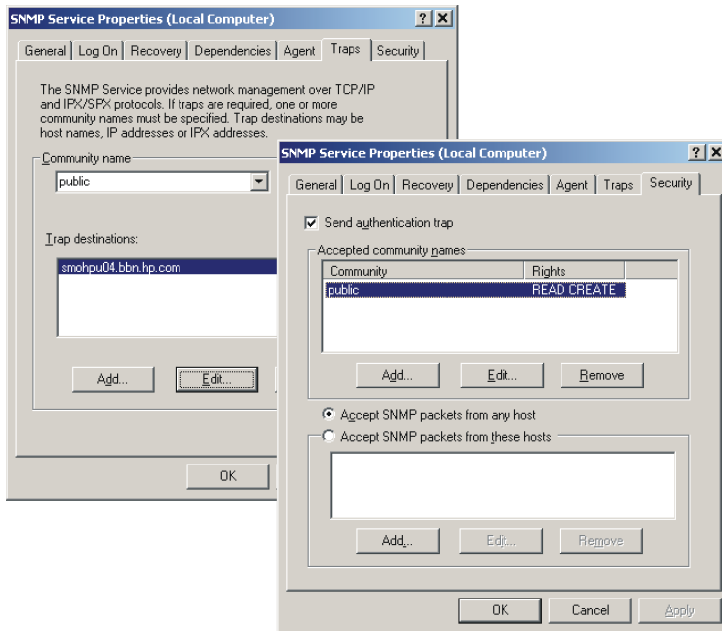 SNMP Service Properties (Local Computer)
General Log On Recovery Dependencies Agent Traps Security
The SNMP Service provides network management over TCP/IP
and IPX/SPX protocols. If traps are required, one or more
community names must be specified. Trap destinations may be
host names, IP addresses or IPX addresses.
Community name
public
Trap destinations:
smohpu04.bbn.hp.com
Add... Edit...
OK
SNMP Service Properties (Local Computer)
General Log On Recovery Dependencies Agent Traps Security
Send authentication trap
Accepted community names
Community Rights
public READ CREATE
Add... Edit... Remove
Accept SNMP packets from any host
Accept SNMP packets from these hosts
Add... Edit... Remove
OK Cancel Apply